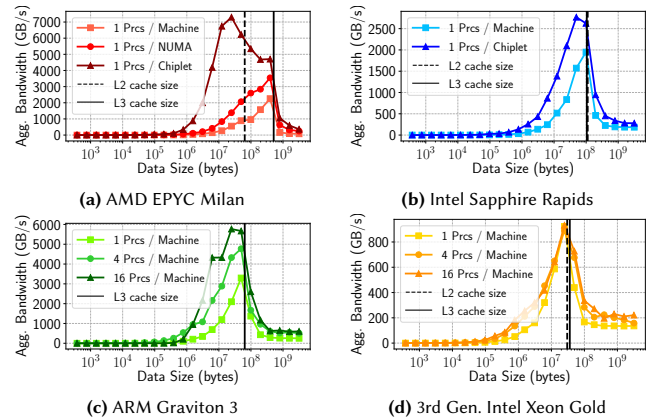 Agg. Bandwidth (GB/s)
7000
6000
5000
4000
3000
2000
1000
0
1 Prcs / Machine
1 Prcs / NUMA
1 Prcs / Chiplet
L2 cache size
L3 cache size
10³ 10⁴ 10⁵ 10⁶ 10⁷ 10⁸ 10⁹
Data Size (bytes)
(a) AMD EPYC Milan
Agg. Bandwidth (GB/s)
2500
2000
1500
1000
500
0
1 Prcs / Machine
1 Prcs / Chiplet
L2 cache size
L3 cache size
10³ 10⁴ 10⁵ 10⁶ 10⁷ 10⁸ 10⁹
Data Size (bytes)
(b) Intel Sapphire Rapids
Agg. Bandwidth (GB/s)
6000
5000
4000
3000
2000
1000
0
1 Prcs / Machine
4 Prcs / Machine
16 Prcs / Machine
L3 cache size
10³ 10⁴ 10⁵ 10⁶ 10⁷ 10⁸ 10⁹
Data Size (bytes)
(c) ARM Graviton 3
Agg. Bandwidth (GB/s)
800
600
400
200
0
1 Prcs / Machine
4 Prcs / Machine
16 Prcs / Machine
L2 cache size
L3 cache size
10³ 10⁴ 10⁵ 10⁶ 10⁷ 10⁸ 10⁹
Data Size (bytes)
(d) 3rd Gen. Intel Xeon Gold